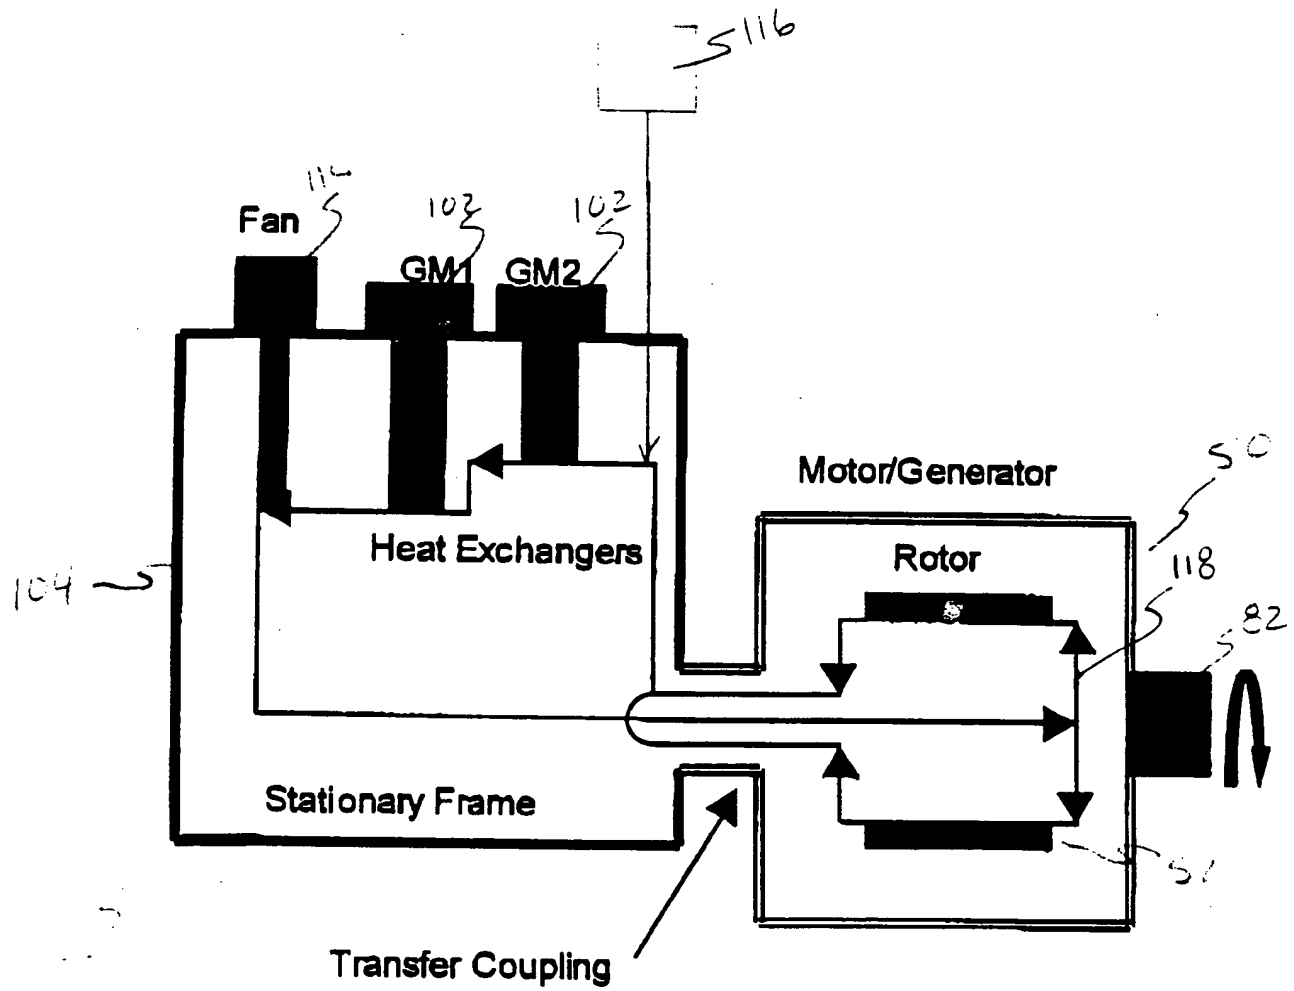 116
Fan
102
102
GM1
GM2
Motor/Generator
50
Heat Exchangers
Rotor
118
104
82
Stationary Frame
Transfer Coupling